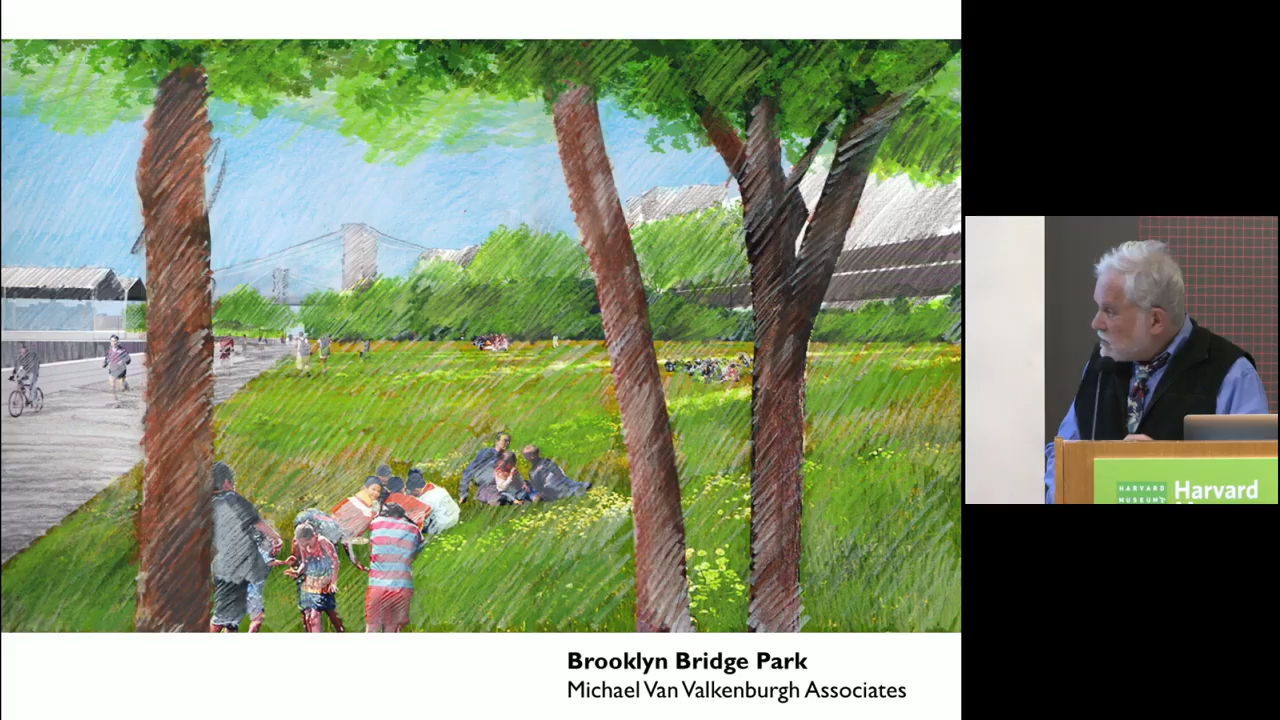 Brooklyn Bridge Park
Michael Van Valkenburgh Associates
HARVARD
MUSEUMS
Harvard